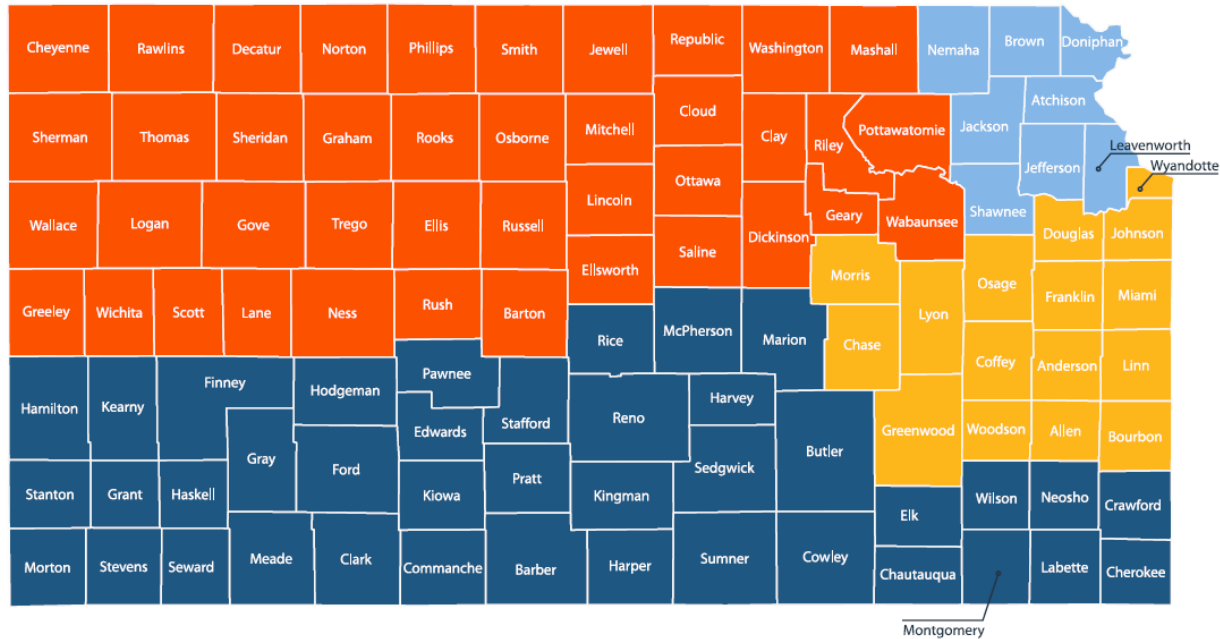 Cheyenne
Rawlins
Decatur
Norton
Phillips
Smith
Jewell
Republic
Washington
Mashall
Nemaha
Brown
Doniphan
Sherman
Thomas
Sheridan
Graham
Rooks
Osborne
Mitchell
Cloud
Clay
Riley
Pottawatomie
Jackson
Atchison
Jefferson
Leavenworth
Wyandotte
Wallace
Logan
Gove
Trego
Ellis
Russell
Lincoln
Ottawa
Saline
Dickinson
Geary
Wabaunsee
Shawnee
Douglas
Johnson
Greeley
Wichita
Scott
Lane
Ness
Rush
Barton
Ellsworth
Morris
Lyon
Osage
Franklin
Miami
Rice
McPherson
Marion
Chase
Coffey
Anderson
Linn
Hamilton
Kearny
Finney
Hodgeman
Pawnee
Edwards
Stafford
Reno
Harvey
Butler
Greenwood
Woodson
Allen
Bourbon
Gray
Ford
Sedgwick
Stanton
Grant
Haskell
Kiowa
Pratt
Kingman
Elk
Wilson
Neosho
Crawford
Morton
Stevens
Seward
Meade
Clark
Commanche
Barber
Harper
Sumner
Cowley
Chautauqua
Labette
Cherokee
Montgomery